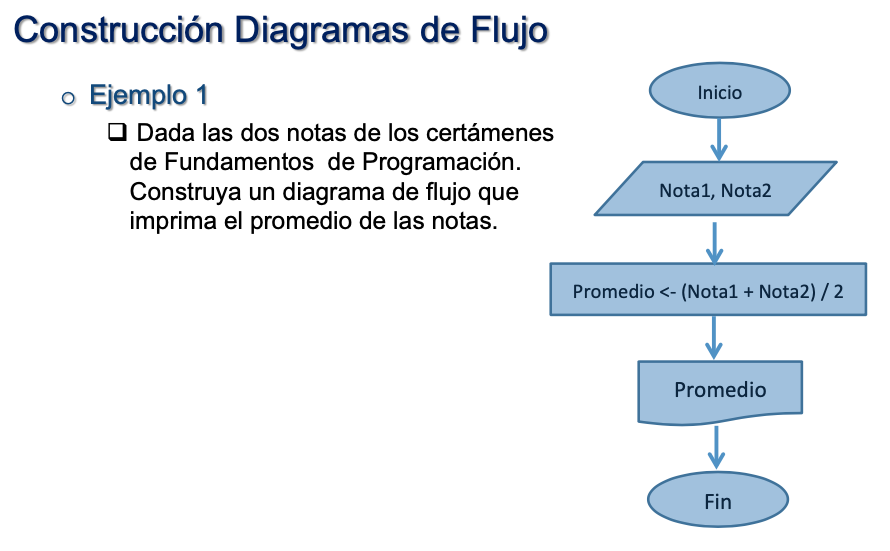 Construcción Diagramas de Flujo
Ejemplo 1
Dada las dos notas de los certámenes
de Fundamentos de Programación.
Construya un diagrama de flujo que
imprima el promedio de las notas.
Inicio
Nota1, Nota2
Promedio <- (Nota1 + Nota2) / 2
Promedio
Fin